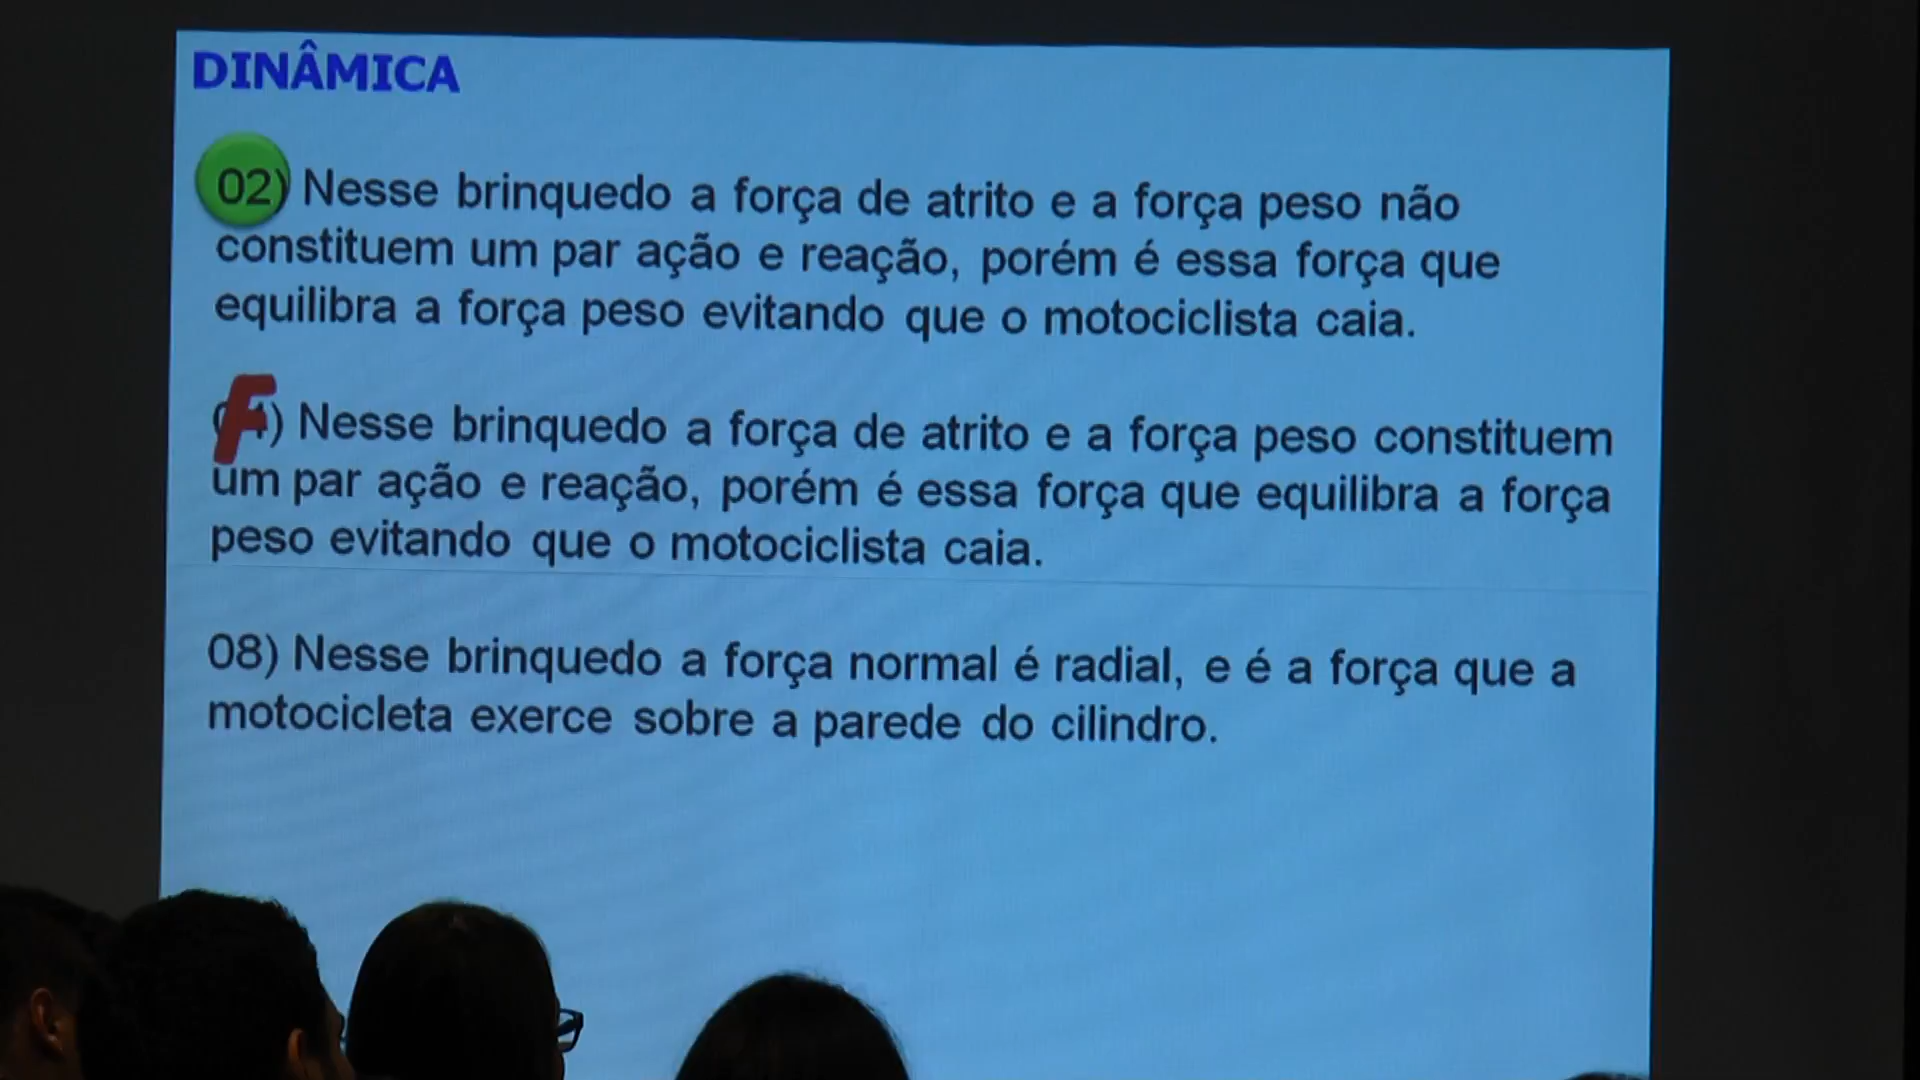 DINÂMICA
02) Nesse brinquedo a força de atrito e a força peso não
constituem um par ação e reação, porém é essa força que
equilibra a força peso evitando que o motociclista caia.
F
04) Nesse brinquedo a força de atrito e a força peso constituem
um par ação e reação, porém é essa força que equilibra a força
peso evitando que o motociclista caia.
08) Nesse brinquedo a força normal é radial, e é a força que a
motocicleta exerce sobre a parede do cilindro.